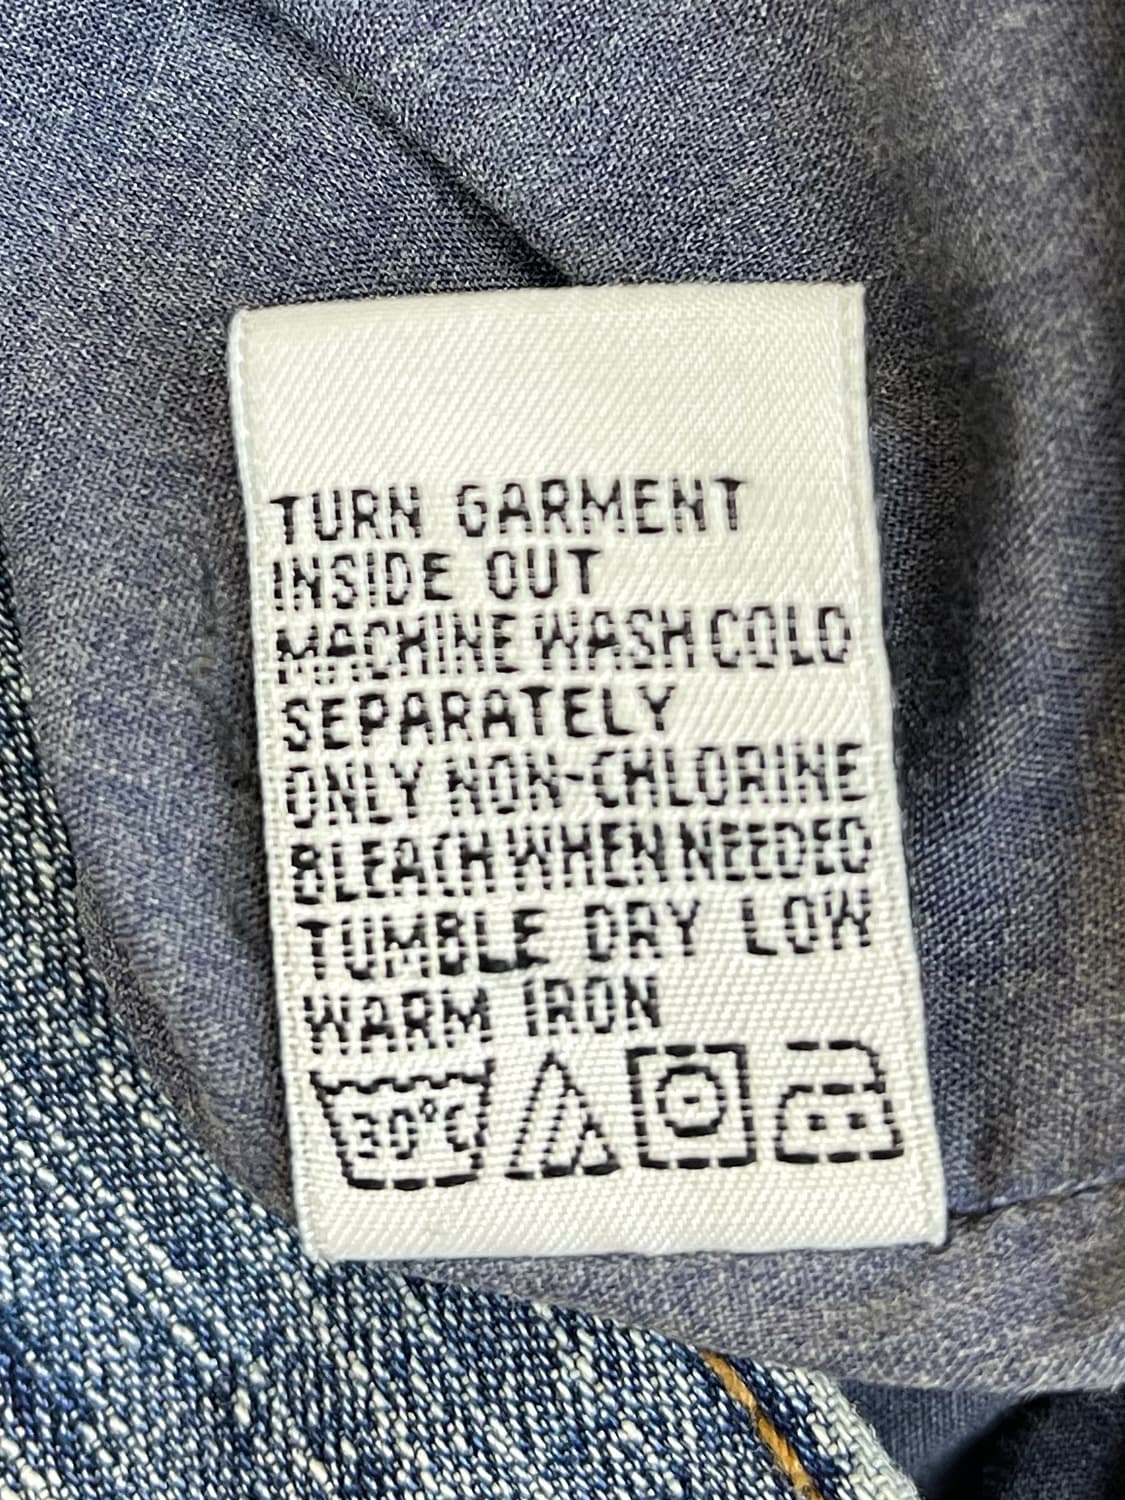 TURN GARMENT
INSIDE OUT
MACHINE WASH COLD
SEPARATELY
ONLY NON-CHLORINE
BLEACH WHEN NEEDED
TUMBLE DRY LOW
WARM IRON
30°C